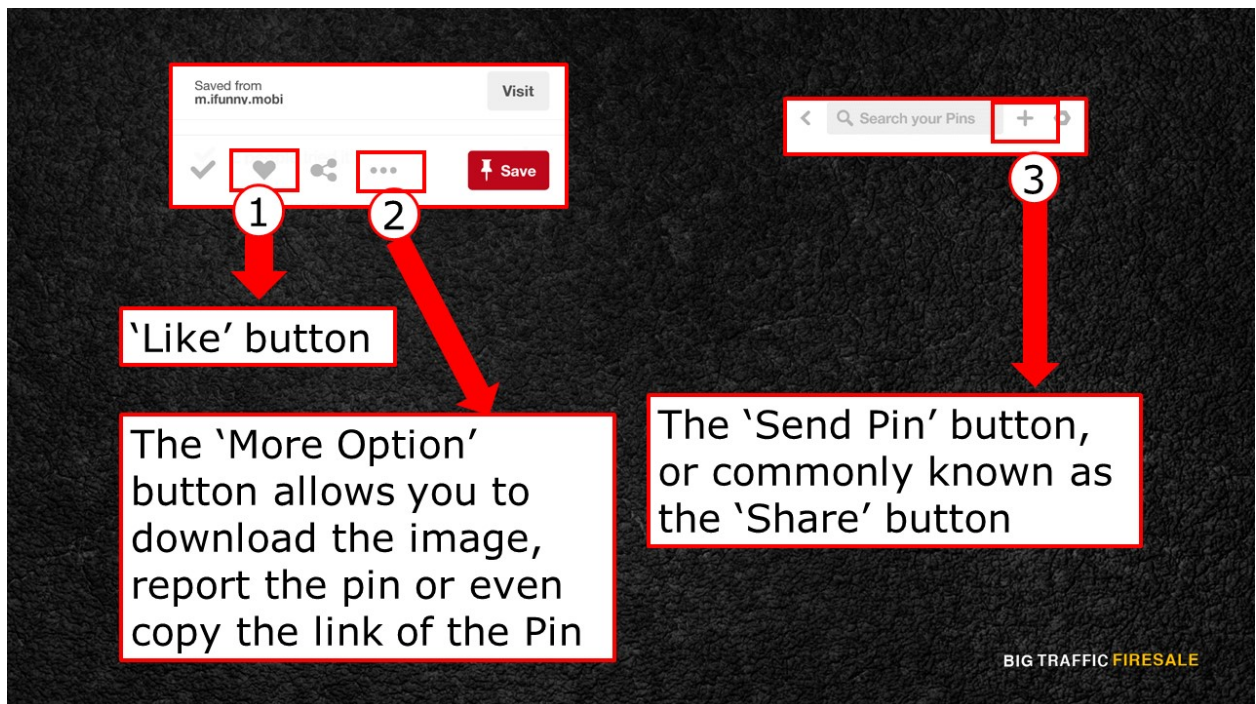 Saved from
m.ifunny.mobi
Visit
Save
1
2
‘Like’ button
The ‘More Option’
button allows you to
download the image,
report the pin or even
copy the link of the Pin
Search your Pins
3
The ‘Send Pin’ button,
or commonly known as
the ‘Share’ button
BIG TRAFFIC FIRESALE